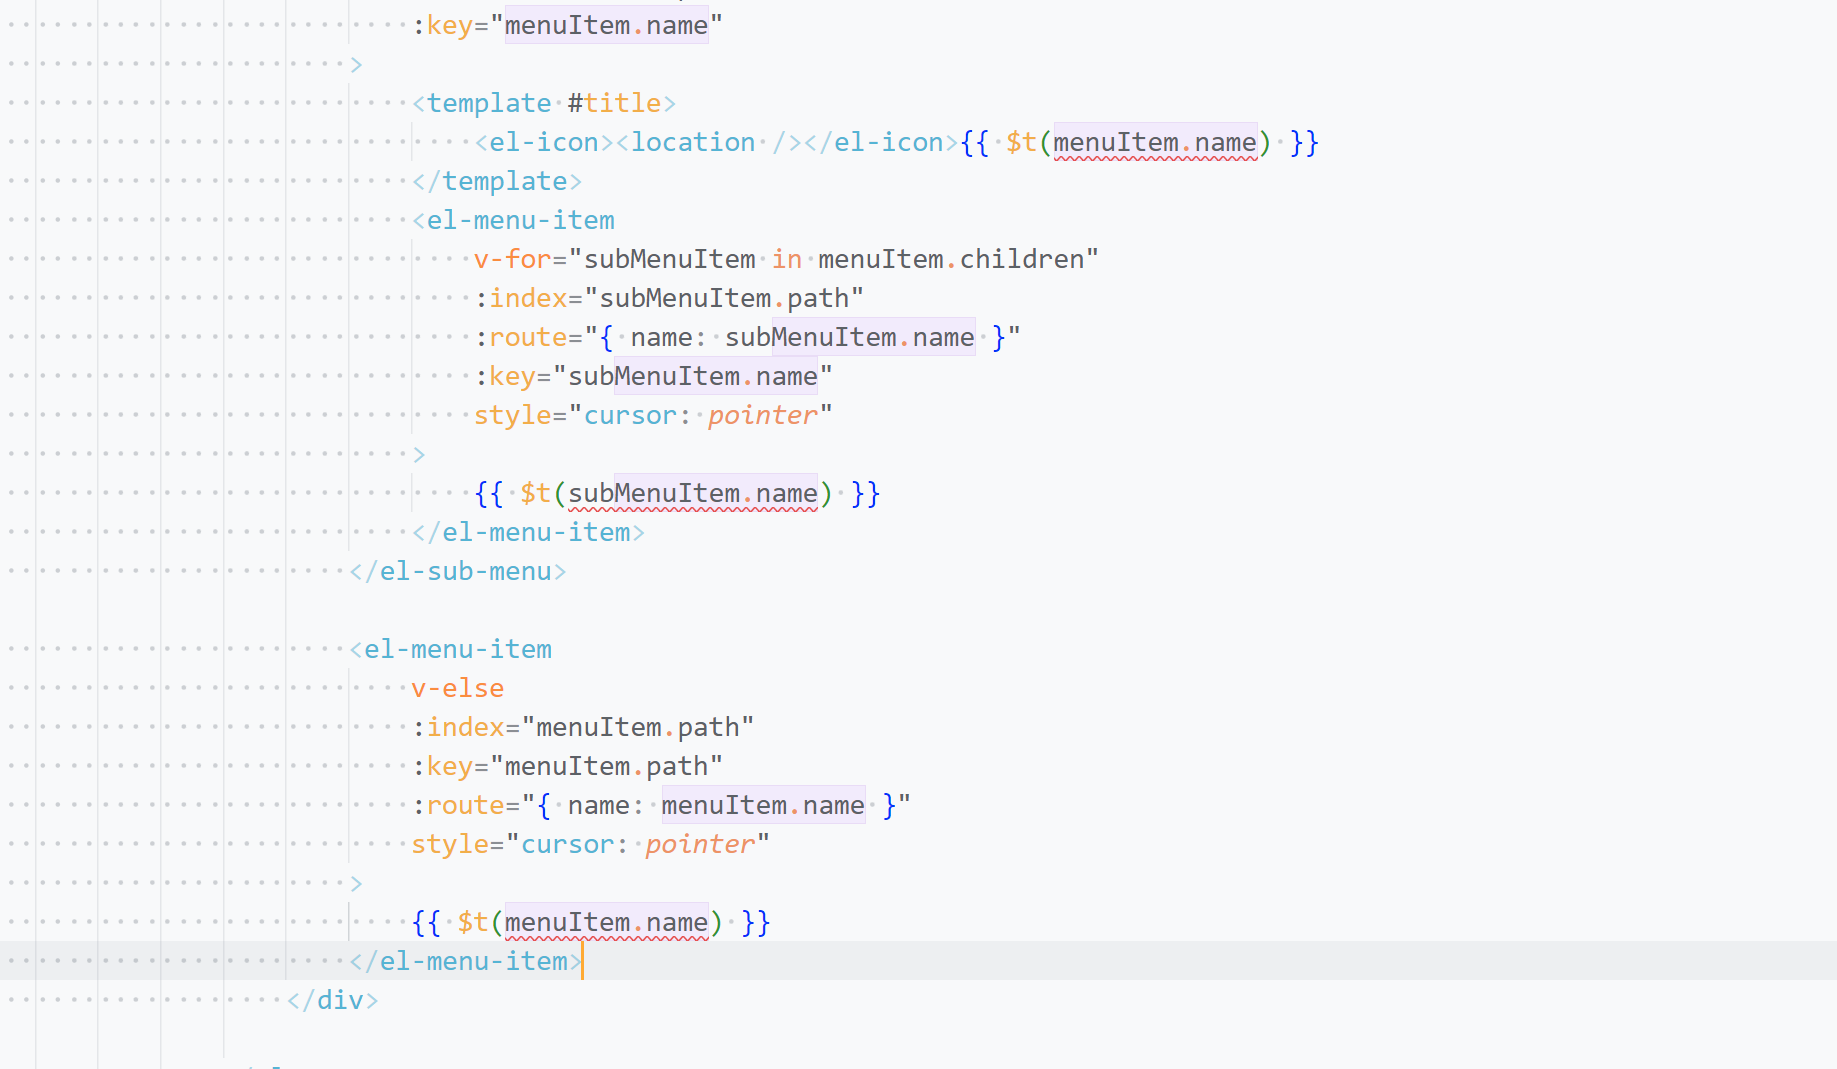 :key="menuItem.name"
>
<template #title>
<el-icon><location /></el-icon>{{ $t(menuItem.name) }}
</template>
<el-menu-item
v-for="subMenuItem in menuItem.children"
:index="subMenuItem.path"
:route="{ name: subMenuItem.name }"
:key="subMenuItem.name"
style="cursor: pointer"
>
{{ $t(subMenuItem.name) }}
</el-menu-item>
</el-sub-menu>
<el-menu-item
v-else
:index="menuItem.path"
:key="menuItem.path"
:route="{ name: menuItem.name }"
style="cursor: pointer"
>
{{ $t(menuItem.name) }}
</el-menu-item>
</div>